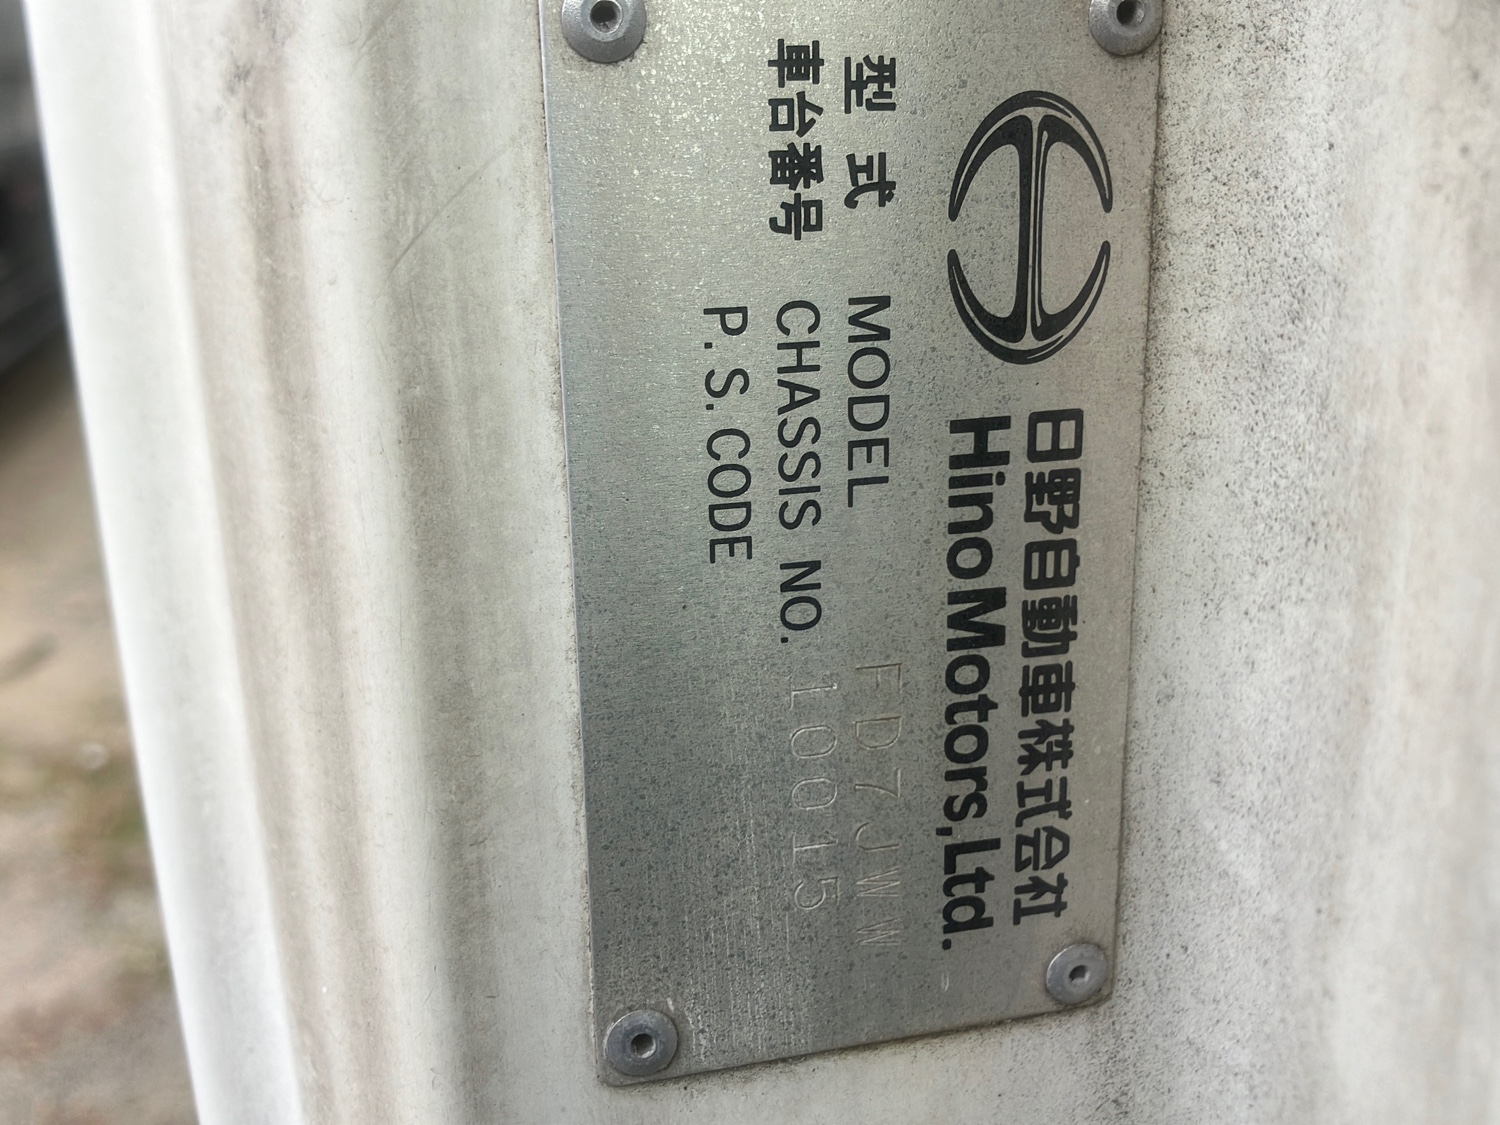 日野自動車株式会社
Hino Motors, Ltd.
型式 MODEL FD7JWW
車台番号 CHASSIS NO. 10015
P.S. CODE